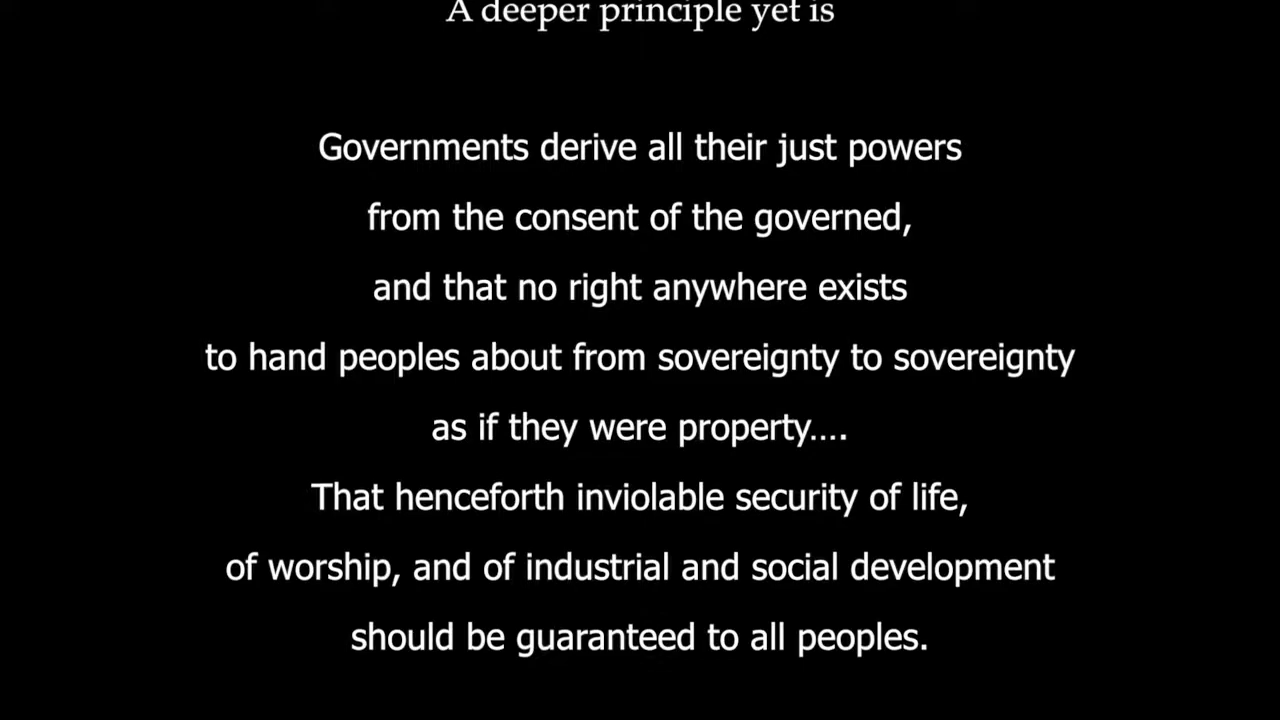 A deeper principle yet is
Governments derive all their just powers
from the consent of the governed,
and that no right anywhere exists
to hand peoples about from sovereignty to sovereignty
as if they were property....
That henceforth inviolable security of life,
of worship, and of industrial and social development
should be guaranteed to all peoples.